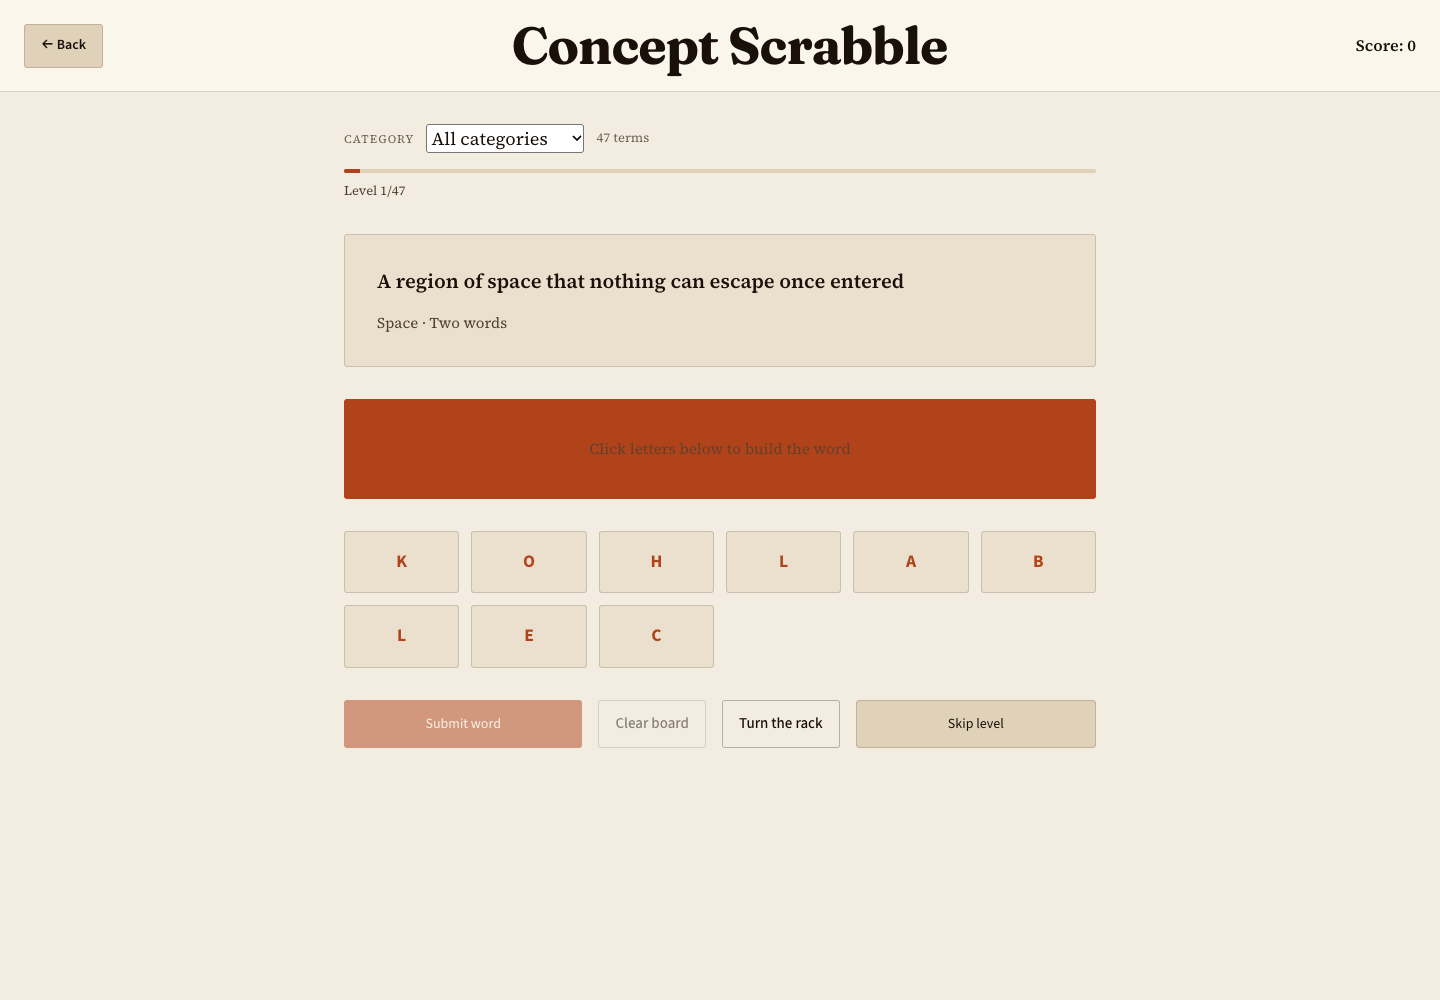 ← Back
Concept Scrabble
Score: 0
CATEGORY All categories 47 terms
Level 1/47
A region of space that nothing can escape once entered
Space · Two words
Click letters below to build the word
K O H L A B
L E C
Submit word Clear board Turn the rack Skip level